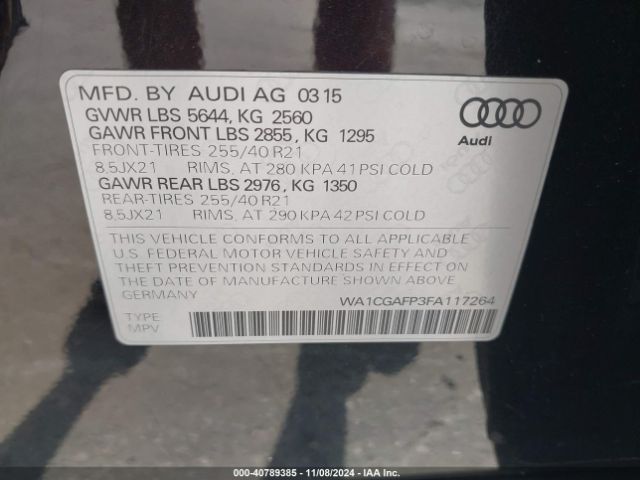 MFD. BY AUDI AG 03 15
GVWR LBS 5644, KG 2560
GAWR FRONT LBS 2855, KG 1295
FRONT-TIRES 255/40 R21
8,5JX21 RIMS, AT 280 KPA 41 PSI COLD
GAWR REAR LBS 2976, KG 1350
REAR-TIRES 255/40 R21
8,5JX21 RIMS, AT 290 KPA 42 PSI COLD
Audi
THIS VEHICLE CONFORMS TO ALL APPLICABLE
U.S. FEDERAL MOTOR VEHICLE SAFETY AND
THEFT PREVENTION STANDARDS IN EFFECT ON
THE DATE OF MANUFACTURE SHOWN ABOVE
GERMANY
WA1CGAFP3FA117264
TYPE
MPV
000-40789385 - 11/08/2024 - IAA Inc.